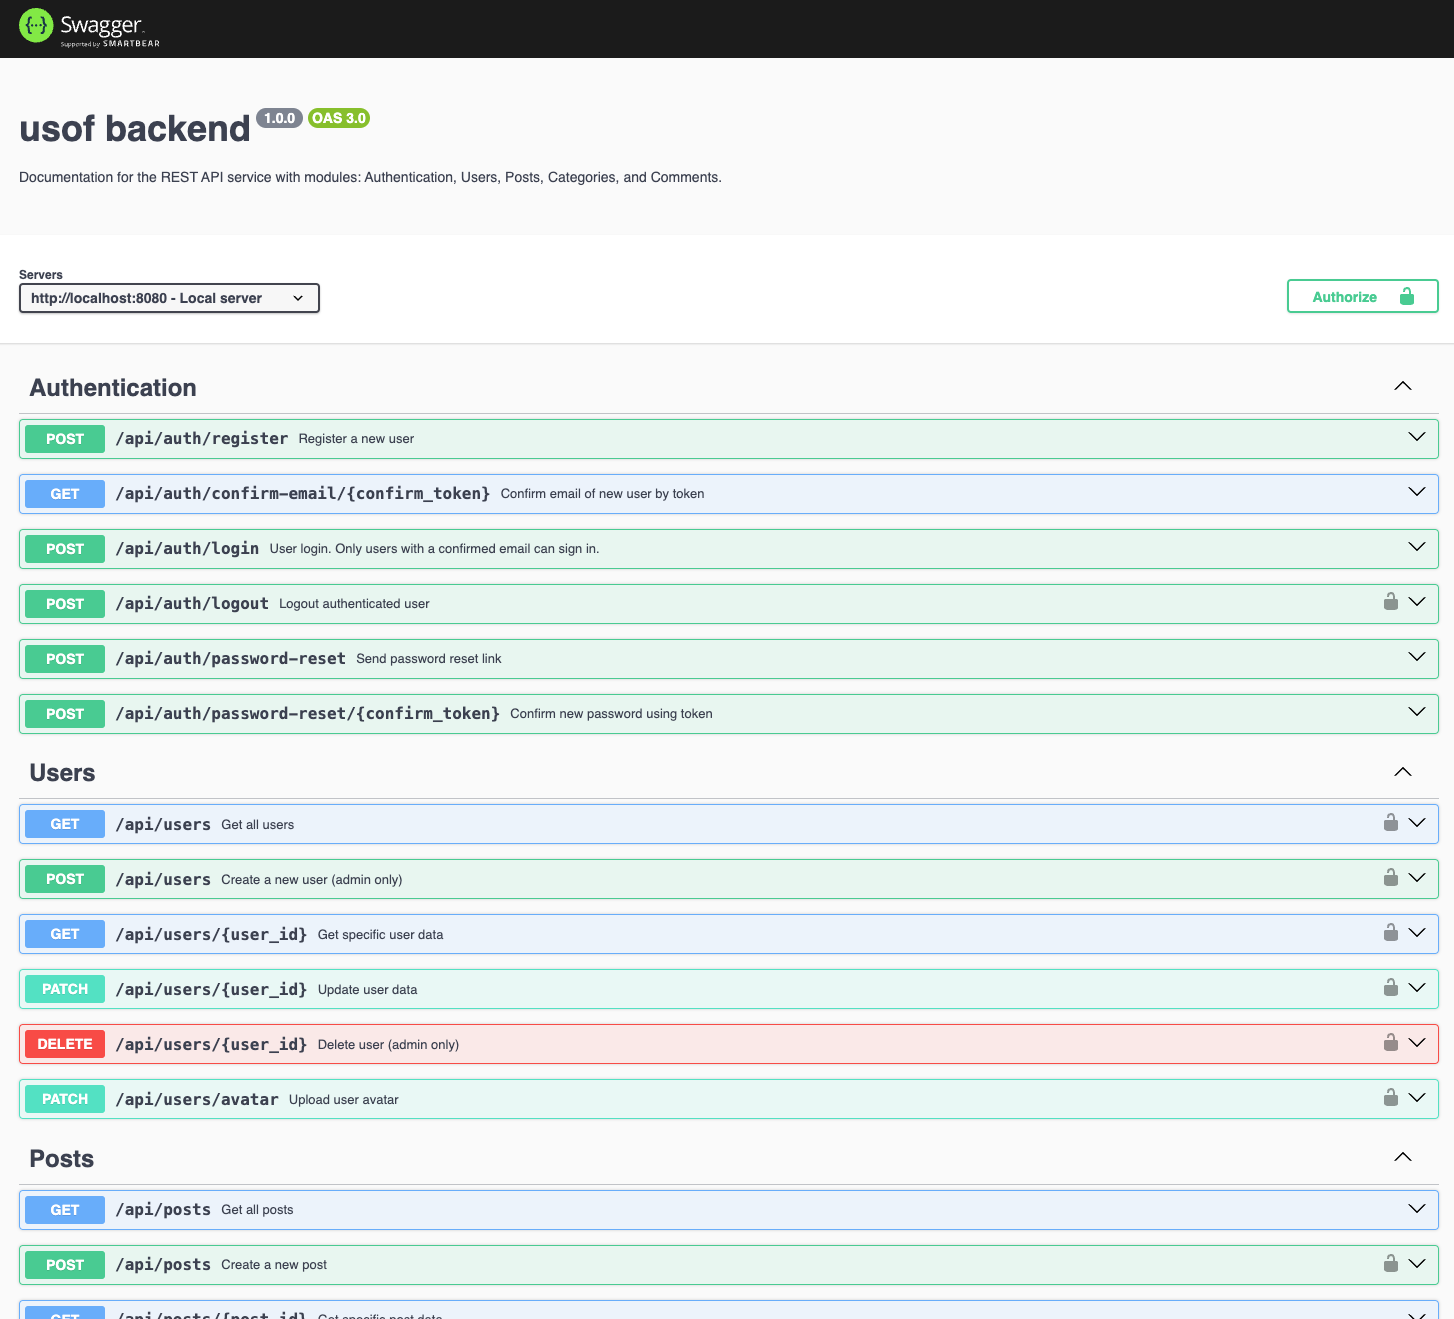 Swagger
Supported by SMARTBEAR
usof backend 1.0.0 OAS 3.0
Documentation for the REST API service with modules: Authentication, Users, Posts, Categories, and Comments.
Servers
http://localhost:8080 - Local server
Authorize
Authentication
POST /api/auth/register Register a new user
GET /api/auth/confirm-email/{confirm_token} Confirm email of new user by token
POST /api/auth/login User login. Only users with a confirmed email can sign in.
POST /api/auth/logout Logout authenticated user
POST /api/auth/password-reset Send password reset link
POST /api/auth/password-reset/{confirm_token} Confirm new password using token
Users
GET /api/users Get all users
POST /api/users Create a new user (admin only)
GET /api/users/{user_id} Get specific user data
PATCH /api/users/{user_id} Update user data
DELETE /api/users/{user_id} Delete user (admin only)
PATCH /api/users/avatar Upload user avatar
Posts
GET /api/posts Get all posts
POST /api/posts Create a new post
GET /api/posts/{post_id} Get specific post data